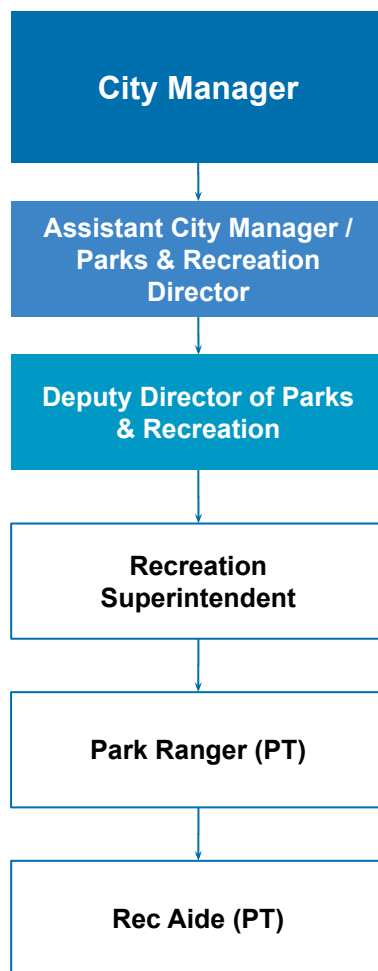 City Manager
Assistant City Manager /
Parks & Recreation
Director
Deputy Director of Parks
& Recreation
Recreation
Superintendent
Park Ranger (PT)
Rec Aide (PT)